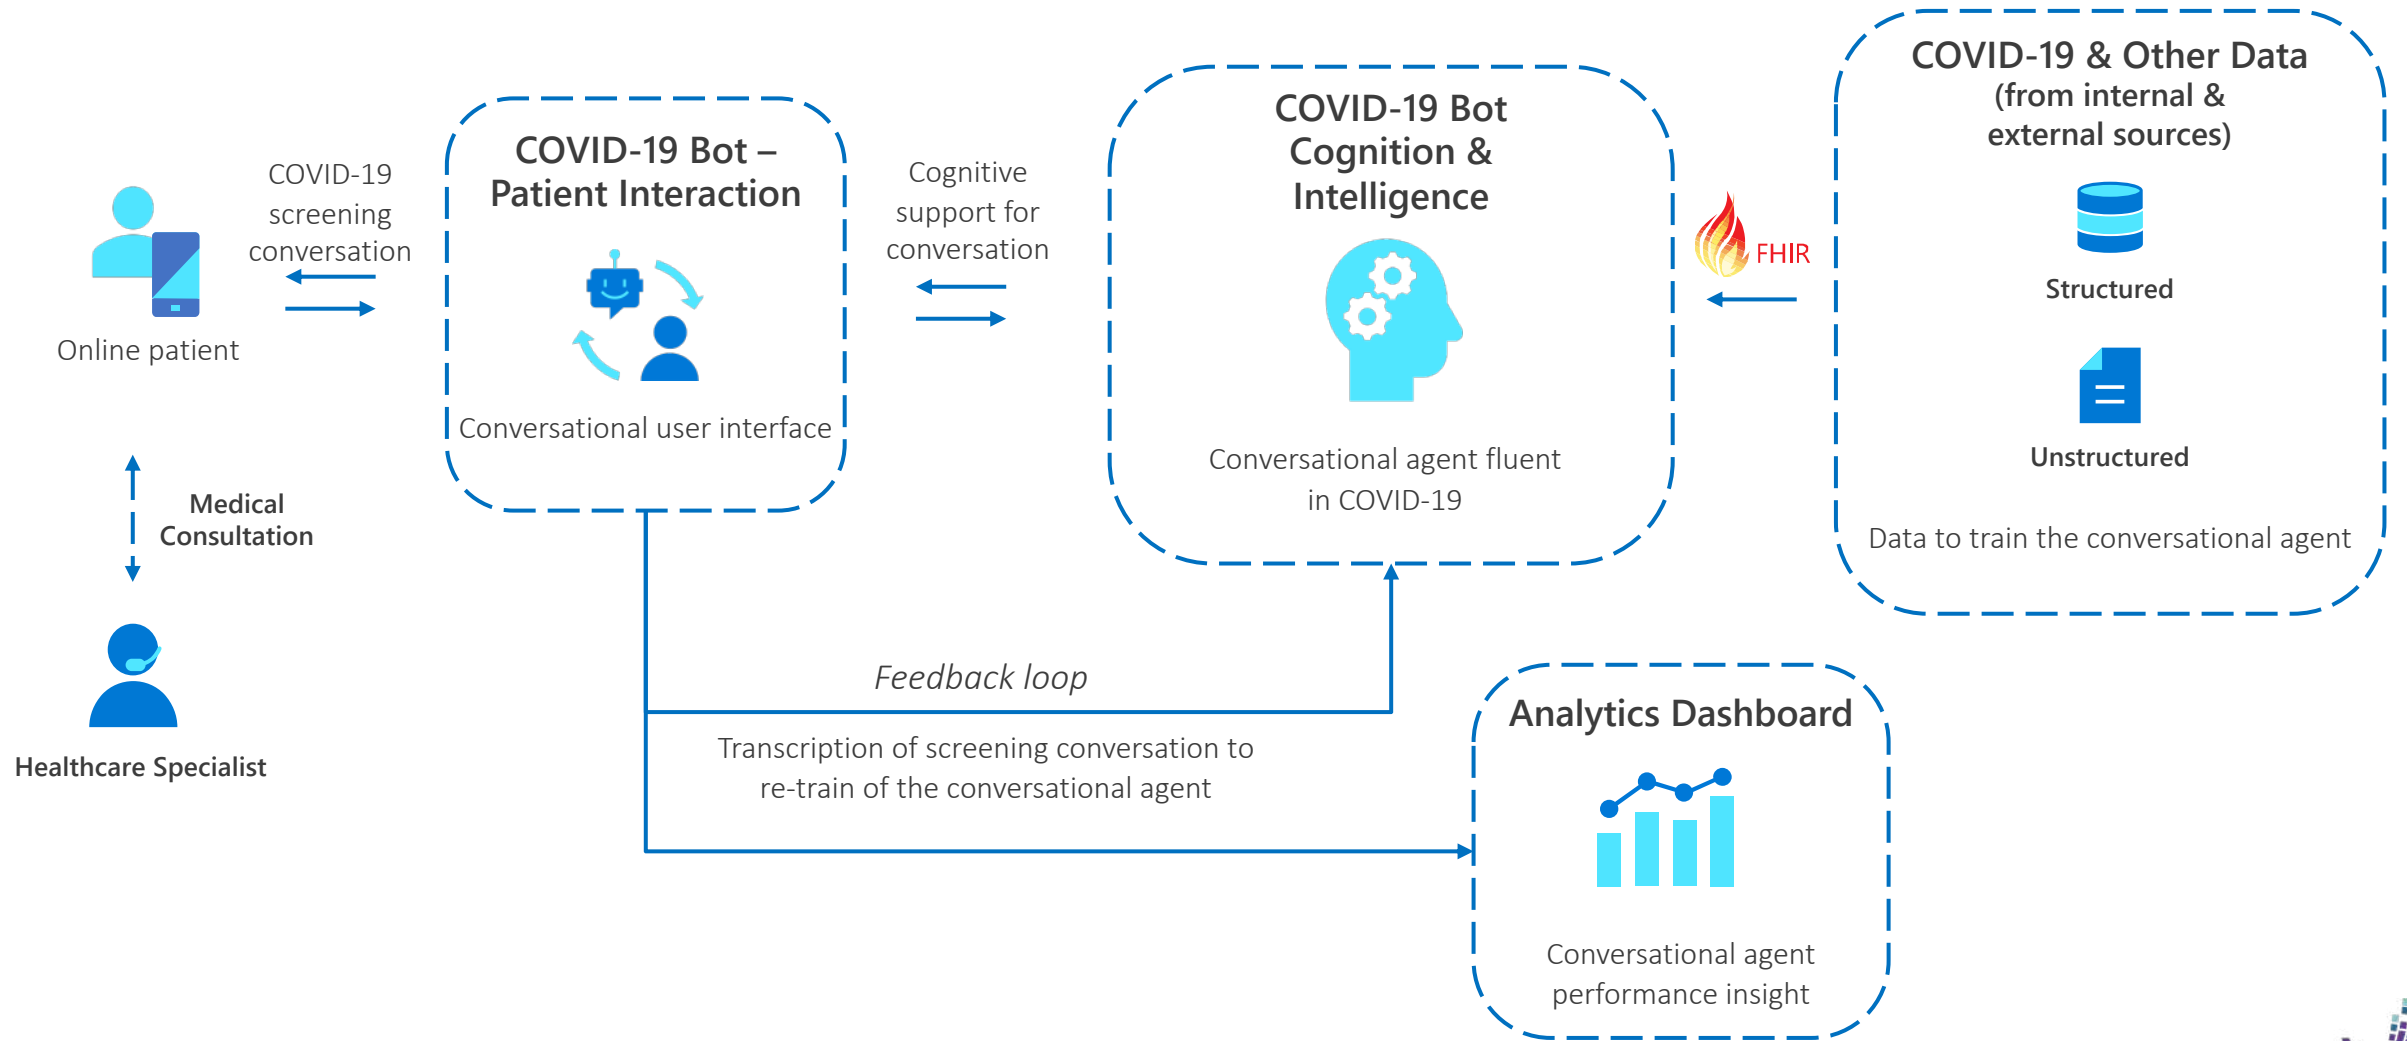 COVID-19
screening
conversation
Online patient
Medical
Consultation
Healthcare Specialist
COVID-19 Bot –
Patient Interaction
Conversational user interface
Cognitive
support for
conversation
COVID-19 Bot
Cognition &
Intelligence
Conversational agent fluent
in COVID-19
FHIR
COVID-19 & Other Data
(from internal &
external sources)
Structured
Unstructured
Data to train the conversational agent
Feedback loop
Transcription of screening conversation to
re-train of the conversational agent
Analytics Dashboard
Conversational agent
performance insight